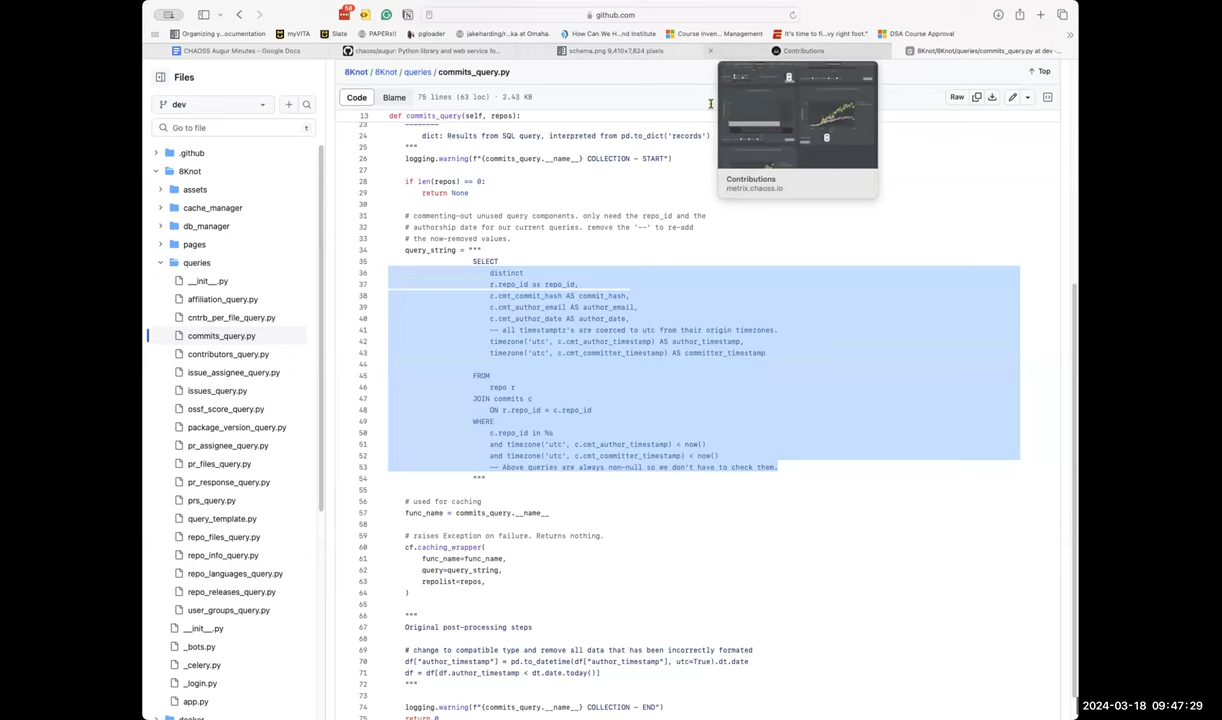 58
github.com
Organizing ...ocumentation
myVITA
Slate
PAPERs!!
pgloader
jakeharding/rq at Omaha.
How Can We H...nd Institute
Course Inven... Management
It's time to fi...vy right foot."
DSA Course Approval
CHAOSS Augur Minutes - Google Docs
chaoss/augur: Python library and web service fo...
schema.png 9,410×7,824 pixels
Contributions
8Knot/8Knot/queries/commits_query.py at dev ·
Files
8Knot / 8Knot / queries / commits_query.py
Top
dev
Go to file
t
Code
Blame
75 lines (63 loc) · 2.43 KB
Raw
Contributions
metrix.chaoss.io
.github
8Knot
assets
cache_manager
db_manager
pages
queries
__init__.py
affiliation_query.py
cntrb_per_file_query.py
commits_query.py
contributors_query.py
issue_assignee_query.py
issues_query.py
ossf_score_query.py
package_version_query.py
pr_assignee_query.py
pr_files_query.py
pr_response_query.py
prs_query.py
query_template.py
repo_files_query.py
repo_info_query.py
repo_languages_query.py
repo_releases_query.py
user_groups_query.py
__init__.py
_bots.py
_celery.py
_login.py
app.py
docker
13 def commits_query(self, repos):
23 --------
24 dict: Results from SQL query, interpreted from pd.to_dict('records')
25 """
26 logging.warning(f"{commits_query.__name__} COLLECTION - START")
27
28 if len(repos) == 0:
29 return None
30
31 # commenting-out unused query components. only need the repo_id and the
32 # authorship date for our current queries. remove the '--' to re-add
33 # the now-removed values.
34 query_string = """
35 SELECT
36 distinct
37 r.repo_id as repo_id,
38 c.cmt_commit_hash AS commit_hash,
39 c.cmt_author_email AS author_email,
40 c.cmt_author_date AS author_date,
41 -- all timestamptz's are coerced to utc from their origin timezones.
42 timezone('utc', c.cmt_author_timestamp) AS author_timestamp,
43 timezone('utc', c.cmt_committer_timestamp) AS committer_timestamp
44
45 FROM
46 repo r
47 JOIN commits c
48 ON r.repo_id = c.repo_id
49 WHERE
50 c.repo_id in %s
51 and timezone('utc', c.cmt_author_timestamp) < now()
52 and timezone('utc', c.cmt_committer_timestamp) < now()
53 -- Above queries are always non-null so we don't have to check them.
54 """
55
56 # used for caching
57 func_name = commits_query.__name__
58
59 # raises Exception on failure. Returns nothing.
60 cf.caching_wrapper(
61 func_name=func_name,
62 query=query_string,
63 repolist=repos,
64 )
65
66 """
67 Original post-processing steps
68
69 # change to compatible type and remove all data that has been incorrectly formated
70 df["author_timestamp"] = pd.to_datetime(df["author_timestamp"], utc=True).dt.date
71 df = df[df.author_timestamp < dt.date.today()]
72 """
73
74 logging.warning(f"{commits_query.__name__} COLLECTION - END")
75 return 0
2024-03-18 09:47:29